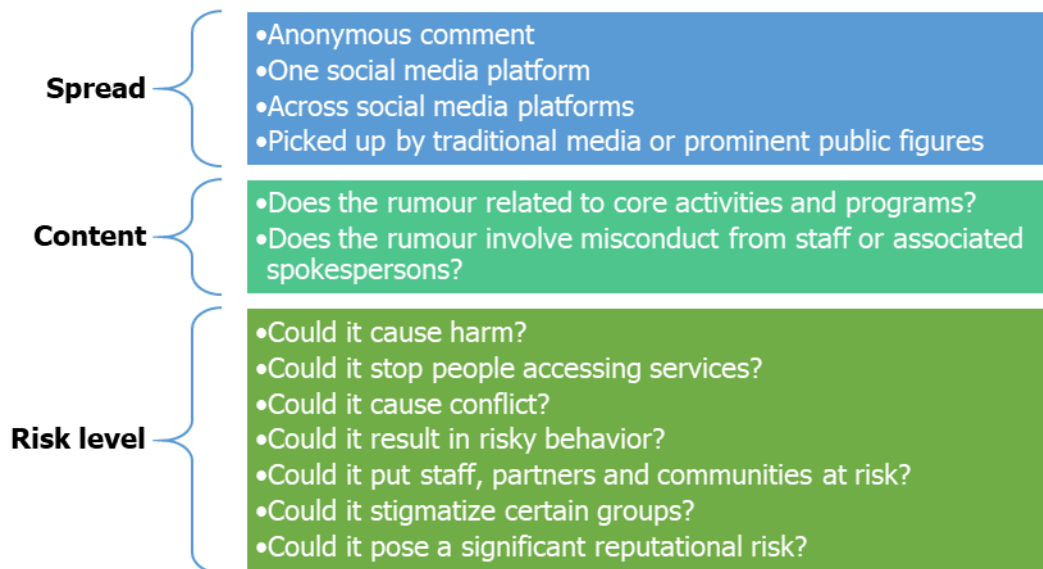 Spread
•Anonymous comment
•One social media platform
•Across social media platforms
•Picked up by traditional media or prominent public figures
Content
•Does the rumour related to core activities and programs?
•Does the rumour involve misconduct from staff or associated
spokespersons?
Risk level
•Could it cause harm?
•Could it stop people accessing services?
•Could it cause conflict?
•Could it result in risky behavior?
•Could it put staff, partners and communities at risk?
•Could it stigmatize certain groups?
•Could it pose a significant reputational risk?